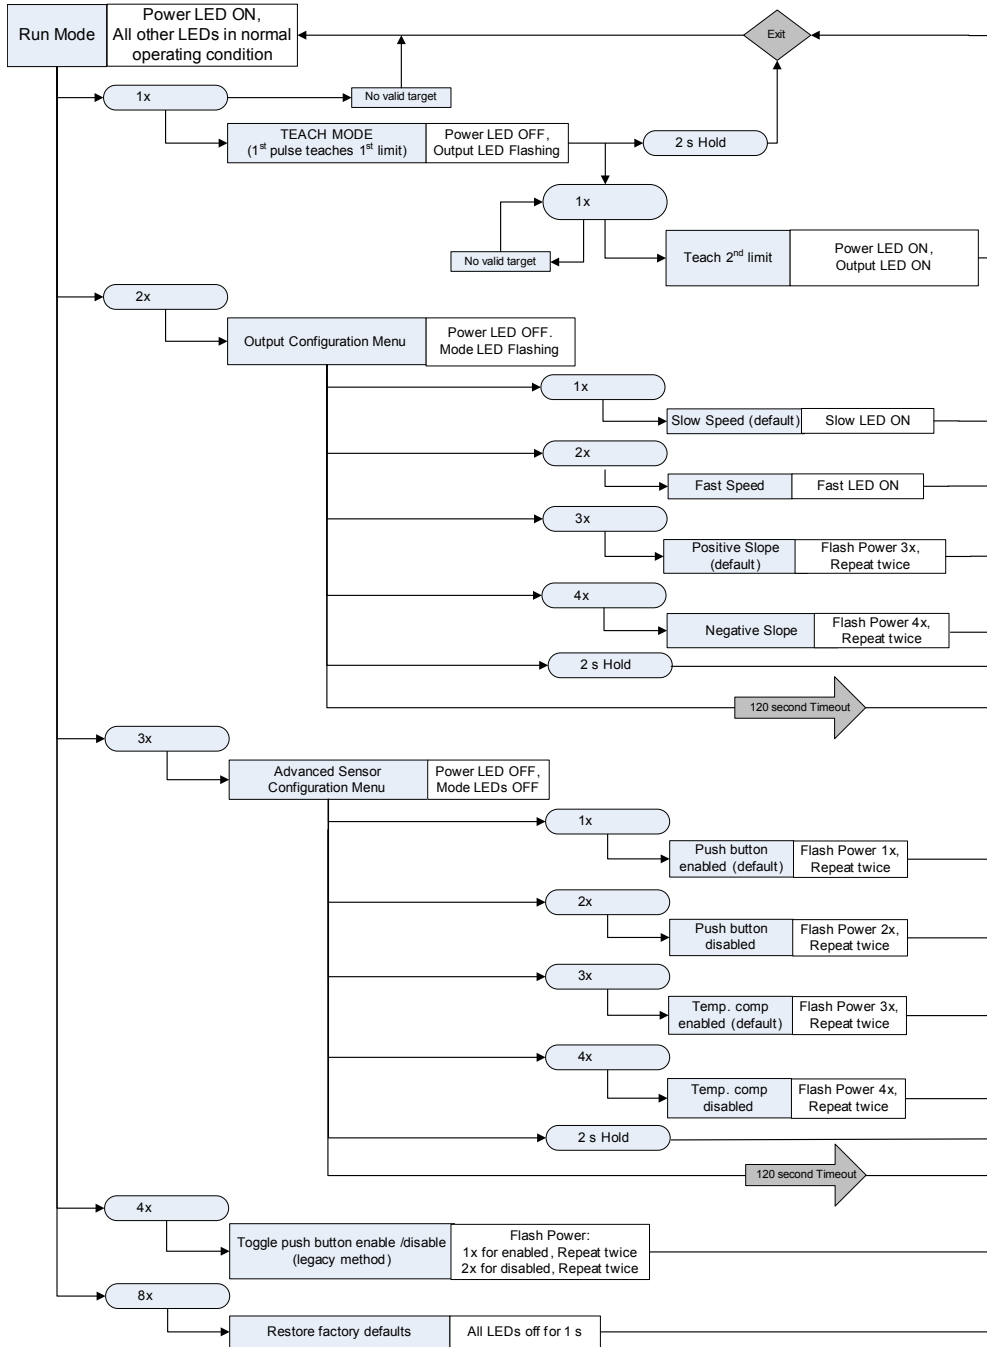 Run Mode
Power LED ON,
All other LEDs in normal
operating condition
Exit
1x
No valid target
TEACH MODE
(1st pulse teaches 1st limit)
Power LED OFF,
Output LED Flashing
2 s Hold
1x
No valid target
Teach 2nd limit
Power LED ON,
Output LED ON
2x
Output Configuration Menu
Power LED OFF.
Mode LED Flashing
1x
Slow Speed (default)
Slow LED ON
2x
Fast Speed
Fast LED ON
3x
Positive Slope
(default)
Flash Power 3x,
Repeat twice
4x
Negative Slope
Flash Power 4x,
Repeat twice
2 s Hold
120 second Timeout
3x
Advanced Sensor
Configuration Menu
Power LED OFF,
Mode LEDs OFF
1x
Push button
enabled (default)
Flash Power 1x,
Repeat twice
2x
Push button
disabled
Flash Power 2x,
Repeat twice
3x
Temp. comp
enabled (default)
Flash Power 3x,
Repeat twice
4x
Temp. comp
disabled
Flash Power 4x,
Repeat twice
2 s Hold
120 second Timeout
4x
Toggle push button enable /disable
(legacy method)
Flash Power:
1x for enabled, Repeat twice
2x for disabled, Repeat twice
8x
Restore factory defaults
All LEDs off for 1 s